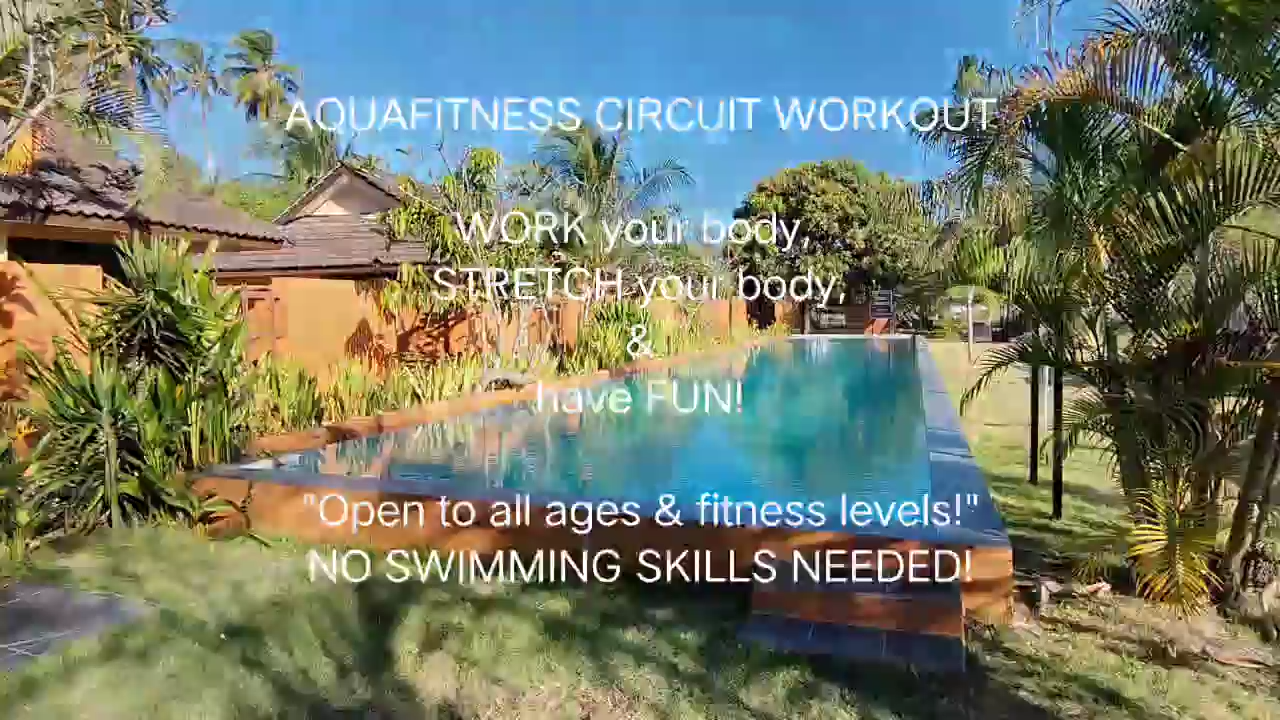 AQUAFITNESS CIRCUIT WORKOUT
WORK your body,
STRETCH your body,
&
have FUN!
"Open to all ages & fitness levels!"
NO SWIMMING SKILLS NEEDED!